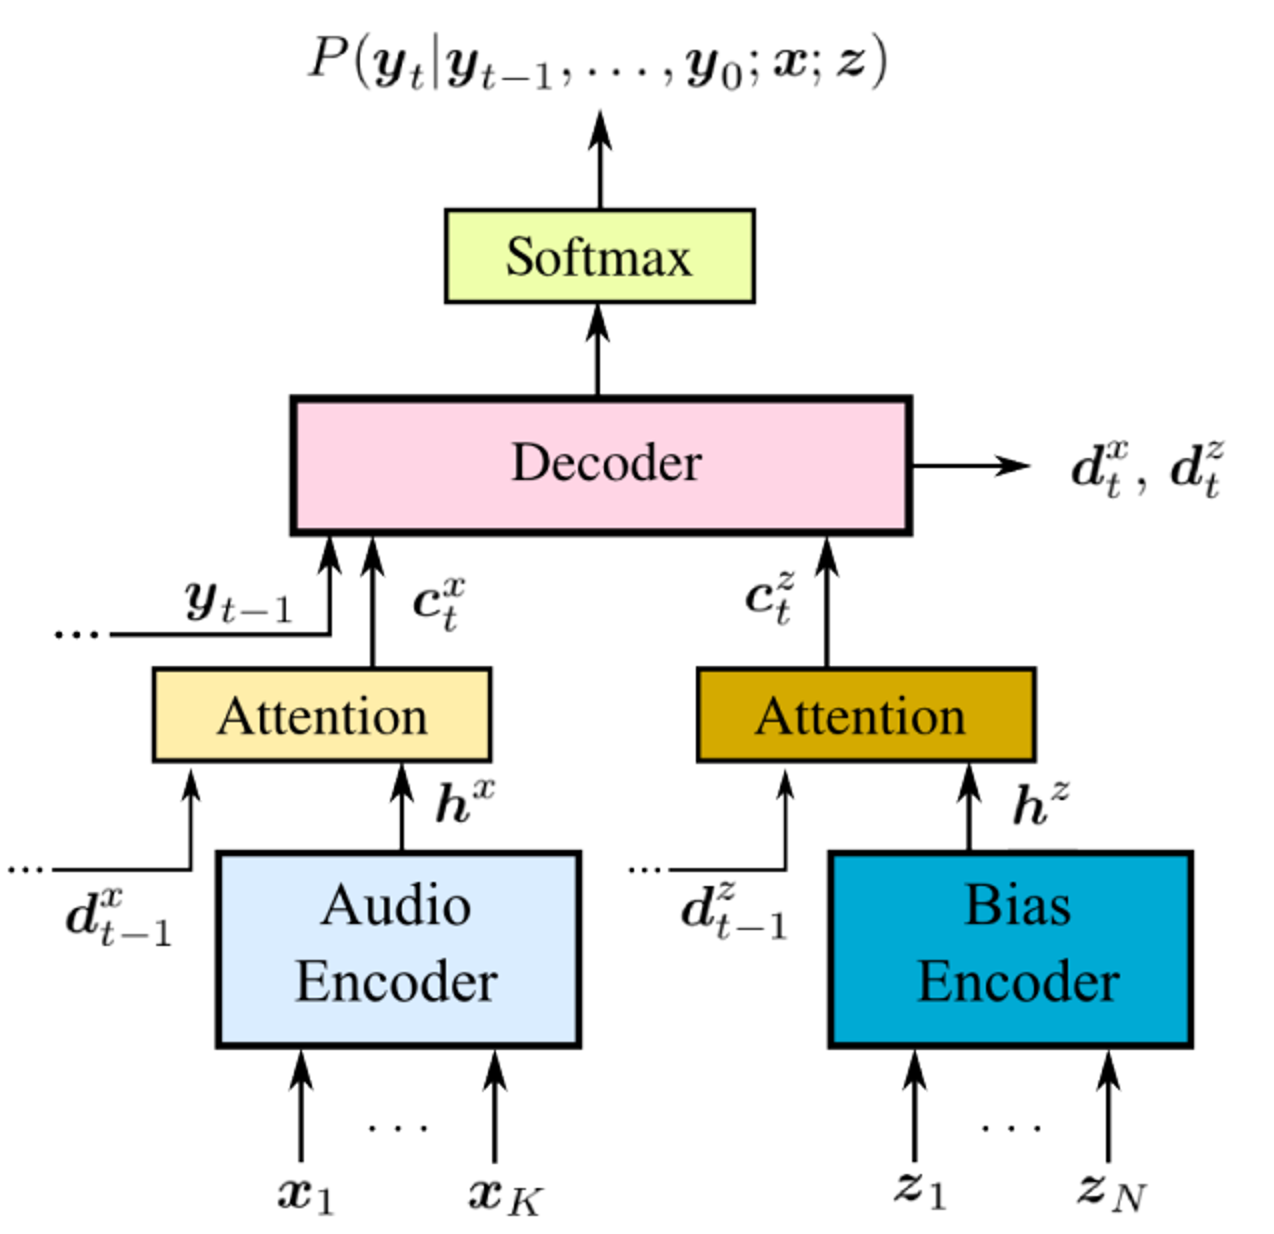 P(y_t|y_{t−1}, . . . , y_0; x; z)
Softmax
Decoder
d_t^x, d_t^z
y_{t−1}
c_t^x
c_t^z
...
Attention
Attention
h^x
h^z
...
...
d_{t−1}^x
d_{t−1}^z
Audio
Encoder
Bias
Encoder
. . .
. . .
x_1
x_K
z_1
z_N